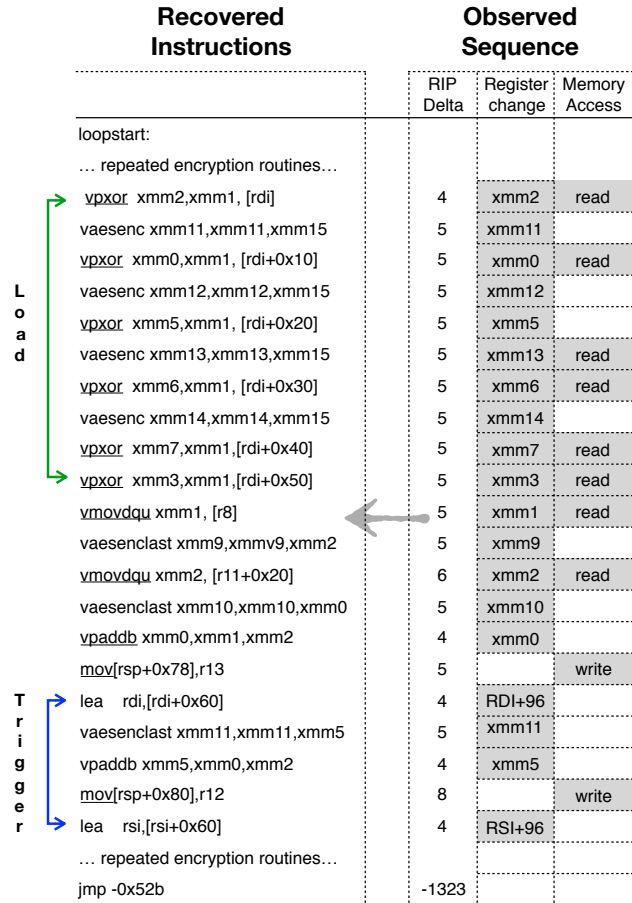 Recovered Instructions
Observed Sequence
RIP Delta
Register change
Memory Access
loopstart:
… repeated encryption routines…
vpxor xmm2,xmm1, [rdi] 4 xmm2 read
vaesenc xmm11,xmm11,xmm15 5 xmm11
vpxor xmm0,xmm1, [rdi+0x10] 5 xmm0 read
vaesenc xmm12,xmm12,xmm15 5 xmm12
vpxor xmm5,xmm1, [rdi+0x20] 5 xmm5
vaesenc xmm13,xmm13,xmm15 5 xmm13 read
vpxor xmm6,xmm1, [rdi+0x30] 5 xmm6 read
vaesenc xmm14,xmm14,xmm15 5 xmm14
vpxor xmm7,xmm1,[rdi+0x40] 5 xmm7 read
vpxor xmm3,xmm1,[rdi+0x50] 5 xmm3 read
Load
vmovdqu xmm1, [r8] 5 xmm1 read
vaesenclast xmm9,xmmv9,xmm2 5 xmm9
vmovdqu xmm2, [r11+0x20] 6 xmm2 read
vaesenclast xmm10,xmm10,xmm0 5 xmm10
vpaddb xmm0,xmm1,xmm2 4 xmm0
mov[rsp+0x78],r13 5 write
lea rdi,[rdi+0x60] 4 RDI+96
vaesenclast xmm11,xmm11,xmm5 5 xmm11
vpaddb xmm5,xmm0,xmm2 4 xmm5
mov[rsp+0x80],r12 8 write
lea rsi,[rsi+0x60] 4 RSI+96
Trigger
… repeated encryption routines…
jmp -0x52b -1323